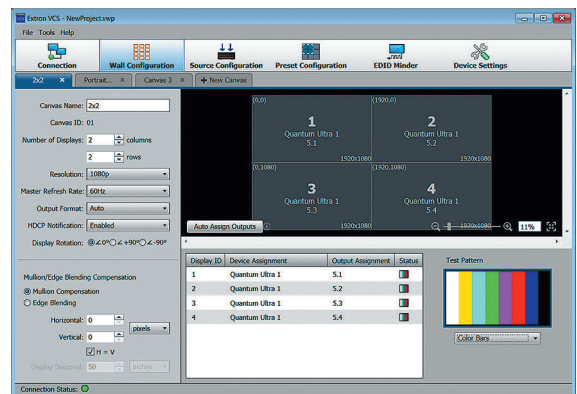 Extron VCS - NewProject.vwp
File Tools Help
Connection
Wall Configuration
Source Configuration
Preset Configuration
EDID Minder
Device Settings
2x2 × Portrait... × Canvas 3 × + New Canvas
Canvas Name: 2x2
Canvas ID: 01
Number of Displays: 2 columns
2 rows
Resolution: 1080p
Master Refresh Rate: 60Hz
Output Format: Auto
HDCP Notification: Enabled
Display Rotation: 0° +90° -90°
Mullion/Edge Blending Compensation
Mullion Compensation
Edge Blending
Horizontal: 0
pixels
Vertical: 0
H = V
Display Diagonal: 50 inches
(0,0)
1
Quantum Ultra 1
5.1
1920x1080
(1920,0)
2
Quantum Ultra 1
5.2
1920x1080
(0,1080)
3
Quantum Ultra 1
5.3
1920x1080
(1920,1080)
4
Quantum Ultra 1
5.4
1920x1080
Auto Assign Outputs
11%
Display ID Device Assignment Output Assignment Status
1 Quantum Ultra 1 5.1
2 Quantum Ultra 1 5.2
3 Quantum Ultra 1 5.3
4 Quantum Ultra 1 5.4
Test Pattern
Color Bars
Connection Status: